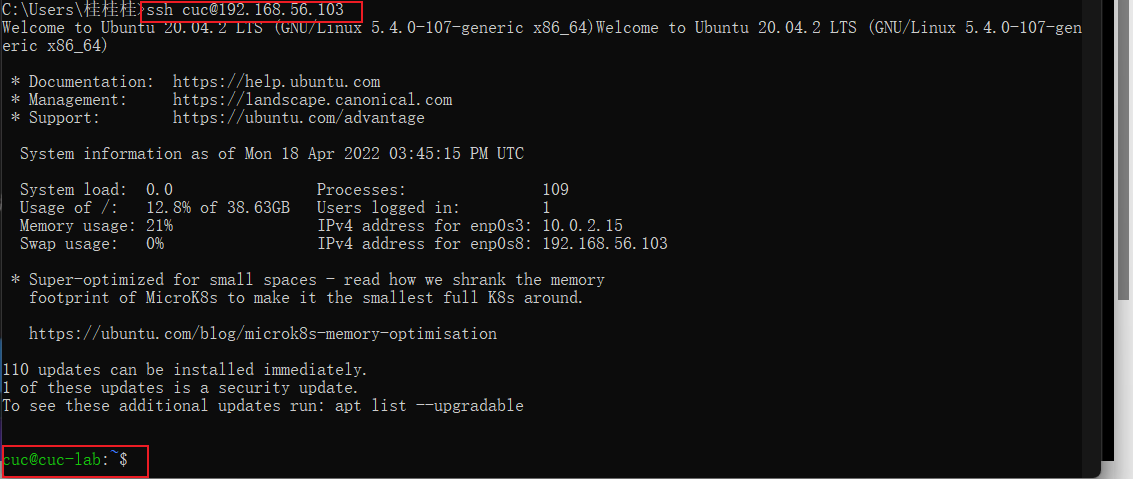 C:\Users\桂桂桂>ssh cuc@192.168.56.103
Welcome to Ubuntu 20.04.2 LTS (GNU/Linux 5.4.0-107-generic x86_64)Welcome to Ubuntu 20.04.2 LTS (GNU/Linux 5.4.0-107-gen
eric x86_64)
* Documentation:  https://help.ubuntu.com
* Management:     https://landscape.canonical.com
* Support:        https://ubuntu.com/advantage
System information as of Mon 18 Apr 2022 03:45:15 PM UTC
System load:  0.0                Processes:               109
Usage of /:   12.8% of 38.63GB   Users logged in:         1
Memory usage: 21%                IPv4 address for enp0s3: 10.0.2.15
Swap usage:   0%                 IPv4 address for enp0s8: 192.168.56.103
* Super-optimized for small spaces - read how we shrank the memory
footprint of MicroK8s to make it the smallest full K8s around.
https://ubuntu.com/blog/microk8s-memory-optimisation
110 updates can be installed immediately.
1 of these updates is a security update.
To see these additional updates run: apt list --upgradable
cuc@cuc-lab:~$